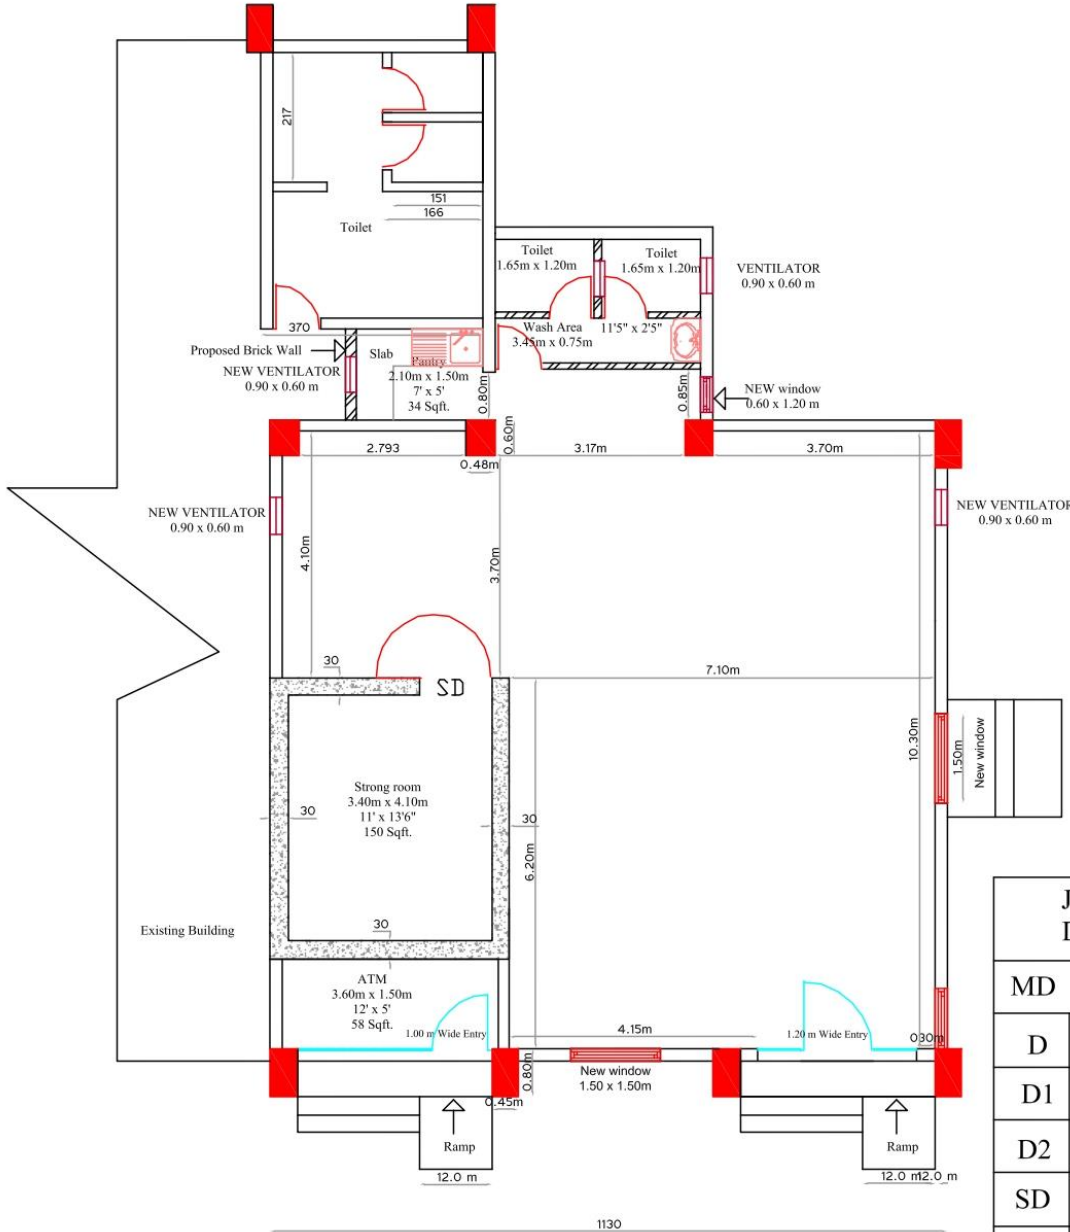 217
151
166
Toilet
Toilet
1.65m x 1.20m
Toilet
1.65m x 1.20m
VENTILATOR
0.90 x 0.60 m
370
Wash Area
3.45m x 0.75m
11'5" x 2'5"
Proposed Brick Wall
Slab
NEW VENTILATOR
0.90 x 0.60 m
Pantry
2.10m x 1.50m
7' x 5'
34 Sqft.
0.80m
0.85m
NEW window
0.60 x 1.20 m
0.60m
2.793
3.17m
3.70m
0.48m
NEW VENTILATOR
0.90 x 0.60 m
NEW VENTILATOR
0.90 x 0.60 m
4.10m
3.70m
30
SD
7.10m
10.30m
1.50m
New window
Strong room
3.40m x 4.10m
11' x 13'6"
150 Sqft.
30
30
6.20m
30
Existing Building
ATM
3.60m x 1.50m
12' x 5'
58 Sqft.
1.00 m Wide Entry
4.15m
1.20 m Wide Entry
030m
0.80m
New window
1.50 x 1.50m
0.45m
Ramp
Ramp
12.0 m
12.0 m
12.0 m
1130
MD
D
D1
D2
SD